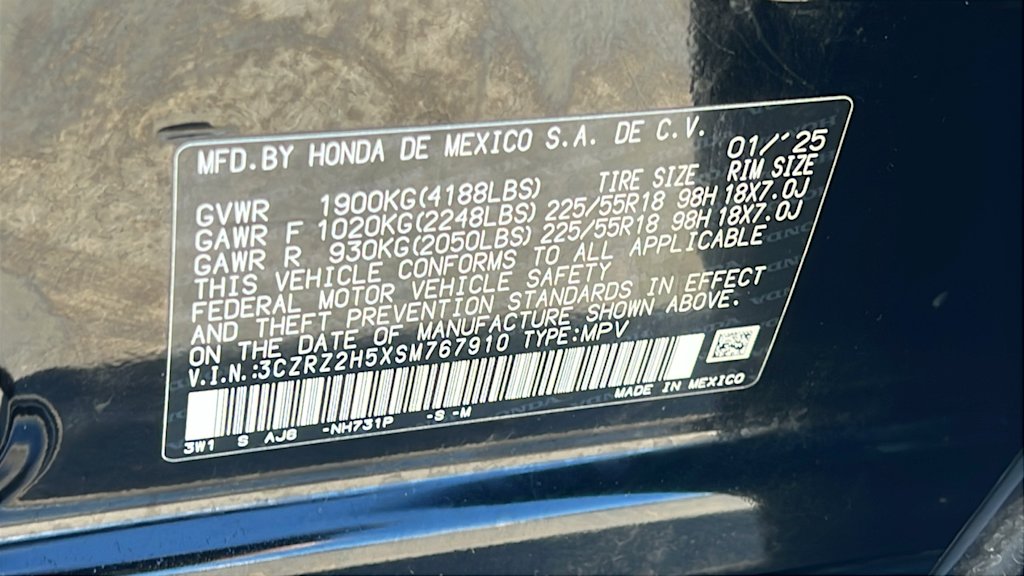 MFD.BY HONDA DE MEXICO S.A. DE C.V.
01/'25
TIRE SIZE RIM SIZE
GVWR 1900KG(4188LBS)
GAWR F 1020KG(2248LBS) 225/55R18 98H 18X7.0J
GAWR R 930KG(2050LBS) 225/55R18 98H 18X7.0J
THIS VEHICLE CONFORMS TO ALL APPLICABLE
FEDERAL MOTOR VEHICLE SAFETY
AND THEFT PREVENTION STANDARDS IN EFFECT
ON THE DATE OF MANUFACTURE SHOWN ABOVE.
V.I.N.:3CZRZ2H5XSM767910 TYPE:MPV
MADE IN MEXICO
3W1 S AJG -NH731P -S -M